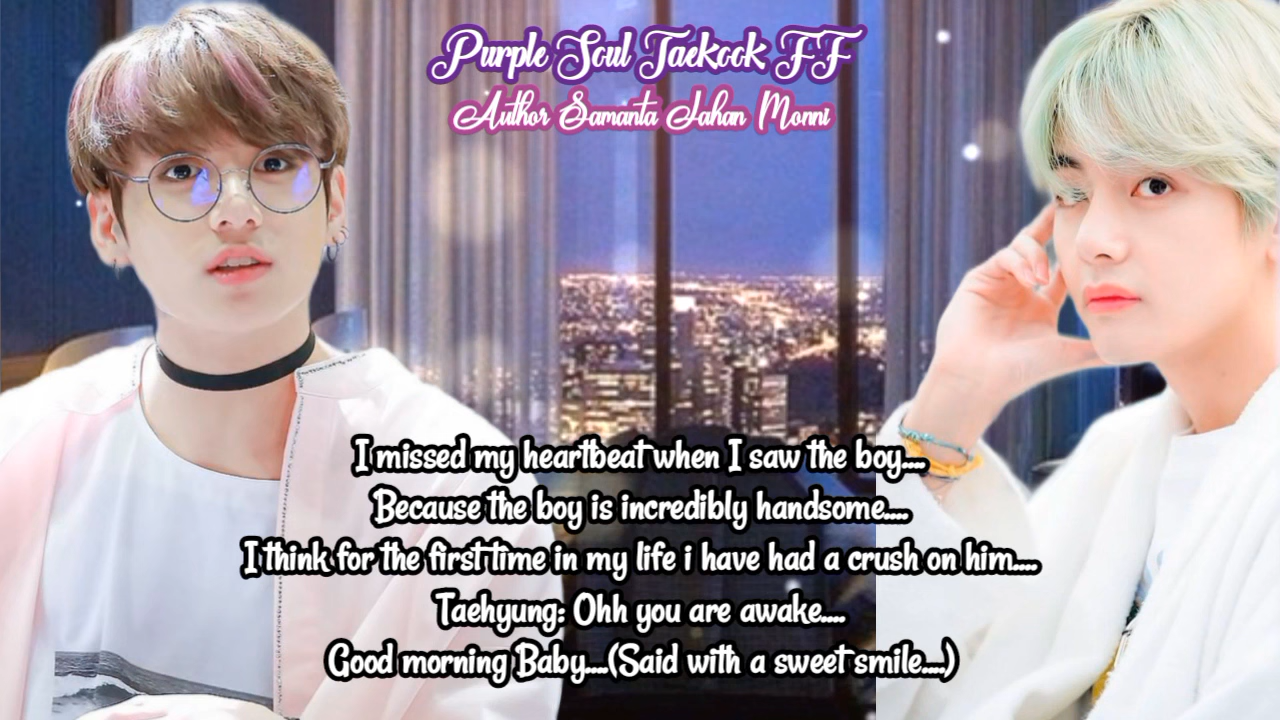 Purple Soul Taekook FF
Author Samanta Jahan Monni
I missed my heartbeat when I saw the boy....
Because the boy is incredibly handsome....
I think for the first time in my life i have had a crush on him....
Taehyung: Ohh you are awake....
Good morning Baby....(Said with a sweet smile....)